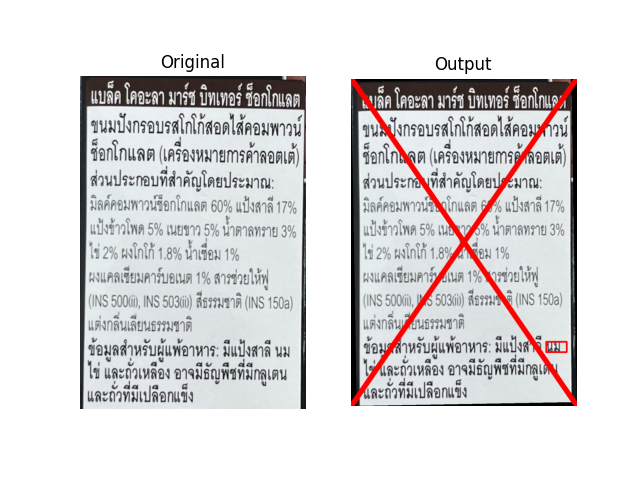 Original
แบล็ค โคอะลา มาร์ช บิทเทอร์ ช็อกโกแลต
ขนมปังกรอบรสโกโก้สอดไส้คอมพาวน์
ช็อกโกแลต (เครื่องหมายการค้าลอตเต้)
ส่วนประกอบที่สำคัญโดยประมาณ:
มิลค์คอมพาวน์ช็อกโกแลต 60% แป้งสาลี 17%
แป้งข้าวโพด 5% เนยขาว 5% น้ำตาลทราย 3%
ไข่ 2% ผงโกโก้ 1.8% น้ำเชื่อม 1%
ผงแคลเซียมคาร์บอเนต 1% สารช่วยให้ฟู
(INS 500(ii), INS 503(ii)) สีธรรมชาติ (INS 150a)
แต่งกลิ่นเลียนธรรมชาติ
ข้อมูลสำหรับผู้แพ้อาหาร: มีแป้งสาลี นม
ไข่ และถั่วเหลือง อาจมีธัญพืชที่มีกลูเตน
และถั่วที่มีเปลือกแข็ง
Output
แบล็ค โคอะลา มาร์ช บิทเทอร์ ช็อกโกแลต
ขนมปังกรอบรสโกโก้สอดไส้คอมพาวน์
ช็อกโกแลต (เครื่องหมายการค้าลอตเต้)
ส่วนประกอบที่สำคัญโดยประมาณ:
มิลค์คอมพาวน์ช็อกโกแลต 60% แป้งสาลี 17%
แป้งข้าวโพด 5% เนยขาว 5% น้ำตาลทราย 3%
ไข่ 2% ผงโกโก้ 1.8% น้ำเชื่อม 1%
ผงแคลเซียมคาร์บอเนต 1% สารช่วยให้ฟู
(INS 500(ii), INS 503(ii)) สีธรรมชาติ (INS 150a)
แต่งกลิ่นเลียนธรรมชาติ
ข้อมูลสำหรับผู้แพ้อาหาร: มีแป้งสาลี นม
ไข่ และถั่วเหลือง อาจมีธัญพืชที่มีกลูเตน
และถั่วที่มีเปลือกแข็ง